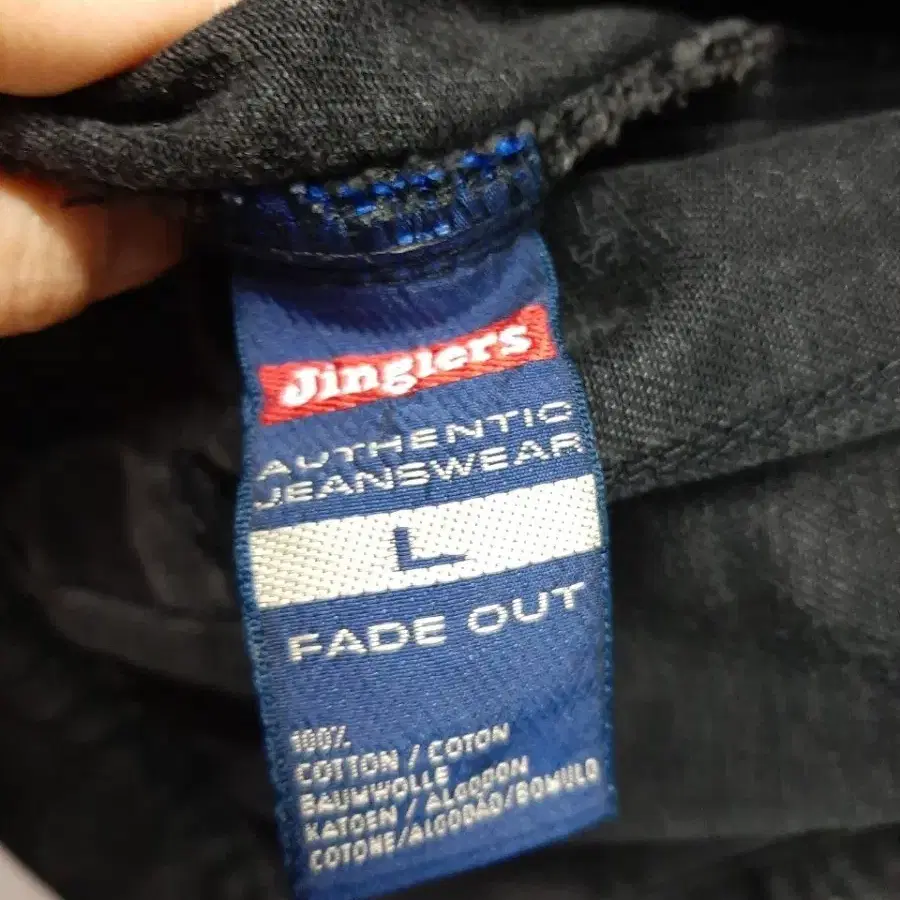 Jinglers
AUTHENTIC
JEANSWEAR
L
FADE OUT
100%
COTTON / COTON
BAUMWOLLE
KATOEN / ALGODON
COTONE/ALGODÃO/BOMULD